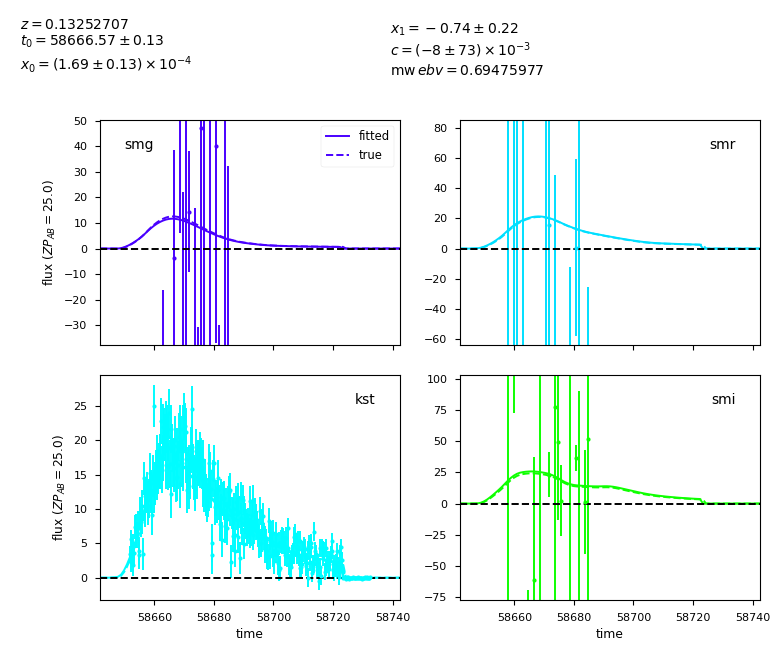 z = 0.13252707
t₀ = 58666.57 ± 0.13
x₀ = (1.69 ± 0.13) × 10⁻⁴
x₁ = −0.74 ± 0.22
c = (−8 ± 73) × 10⁻³
mw ebv = 0.69475977
smg
fitted
true
50
40
30
20
10
0
−10
−20
−30
flux (ZP_AB = 25.0)
smr
80
60
40
20
0
−20
−40
−60
kst
25
20
15
10
5
0
flux (ZP_AB = 25.0)
58660 58680 58700 58720 58740
time
smi
100
75
50
25
0
−25
−50
−75
58660 58680 58700 58720 58740
time